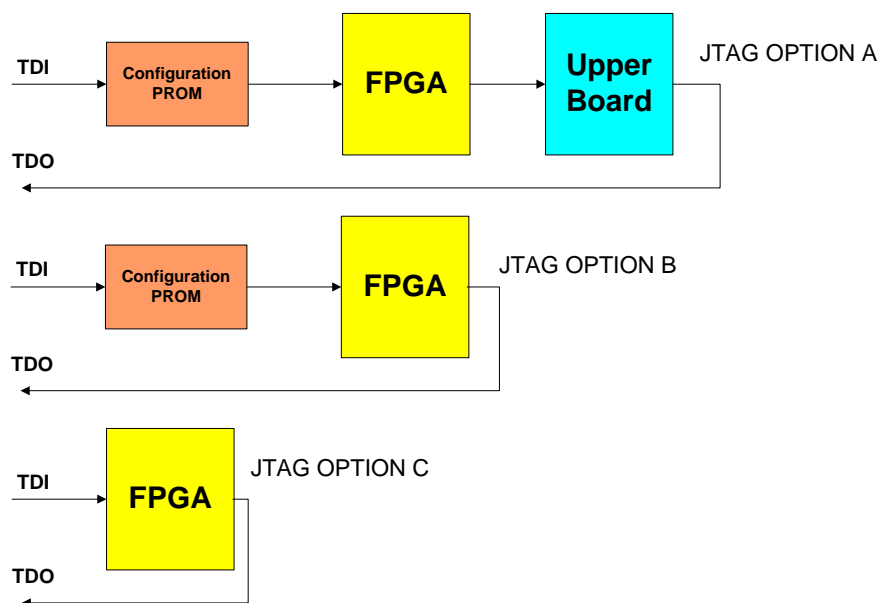 TDI
Configuration
PROM
FPGA
Upper
Board
JTAG OPTION A
TDO
TDI
Configuration
PROM
FPGA
JTAG OPTION B
TDO
TDI
FPGA
JTAG OPTION C
TDO